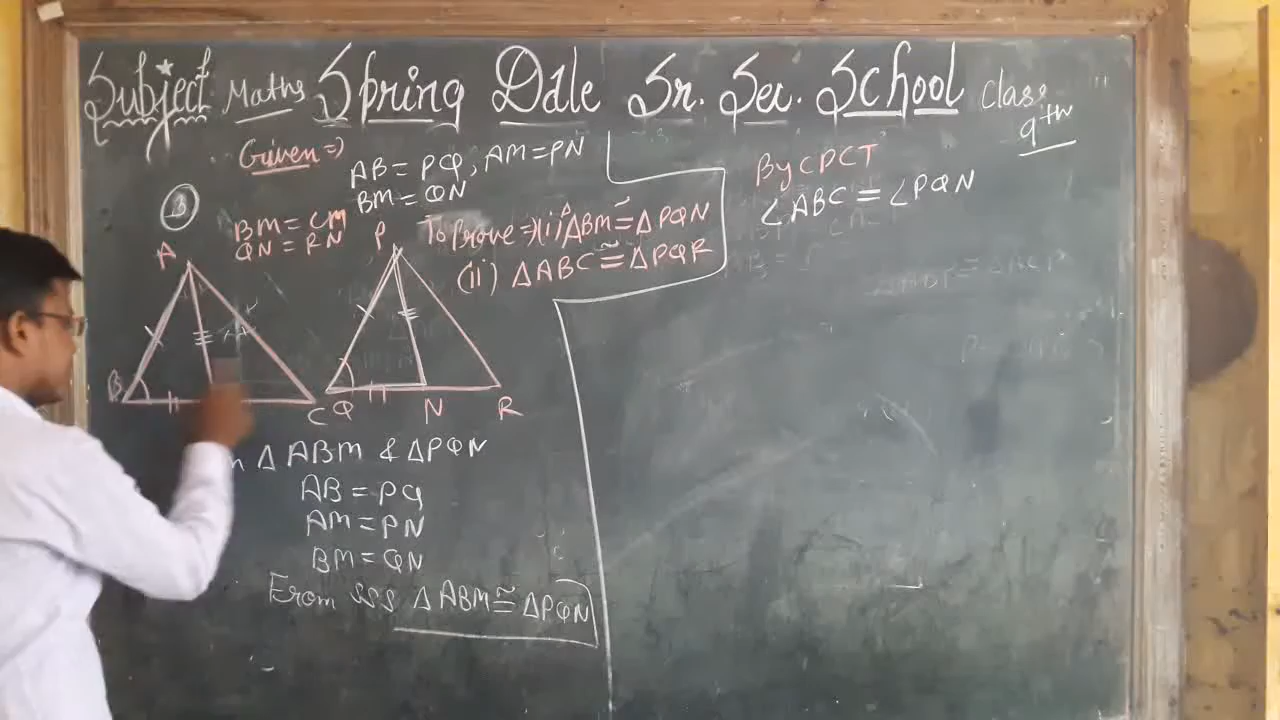 Subject Maths Spring Dale Sr. Sec. School Class 9th
Given ⇒ AB = PQ, AM = PN
BM = QN
3
BM = CM
QN = RN
To Prove ⇒ (i) ΔABM ≅ ΔPQN
(ii) ΔABC ≅ ΔPQR
A
P
B
C
Q
N
R
Δ ABM & ΔPQN
AB = PQ
AM = PN
BM = QN
From SSS Δ ABM ≅ ΔPQN
By CPCT
∠ABC = ∠PQN